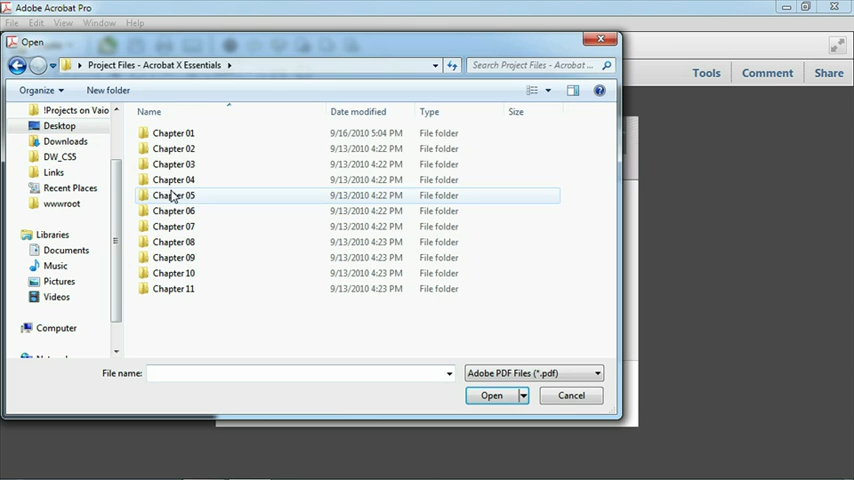 Adobe Acrobat Pro
File Edit View Window Help
Open
Project Files - Acrobat X Essentials
Search Project Files - Acrobat ...
Tools Comment Share
Organize New folder
Name Date modified Type Size
!Projects on Vaio
Desktop
Downloads
DW_CS5
Links
Recent Places
wwwroot
Libraries
Documents
Music
Pictures
Videos
Computer
Chapter 01 9/16/2010 5:04 PM File folder
Chapter 02 9/13/2010 4:22 PM File folder
Chapter 03 9/13/2010 4:22 PM File folder
Chapter 04 9/13/2010 4:22 PM File folder
Chapter 05 9/13/2010 4:22 PM File folder
Chapter 06 9/13/2010 4:22 PM File folder
Chapter 07 9/13/2010 4:22 PM File folder
Chapter 08 9/13/2010 4:23 PM File folder
Chapter 09 9/13/2010 4:23 PM File folder
Chapter 10 9/13/2010 4:23 PM File folder
Chapter 11 9/13/2010 4:23 PM File folder
File name:
Adobe PDF Files (*.pdf)
Open Cancel